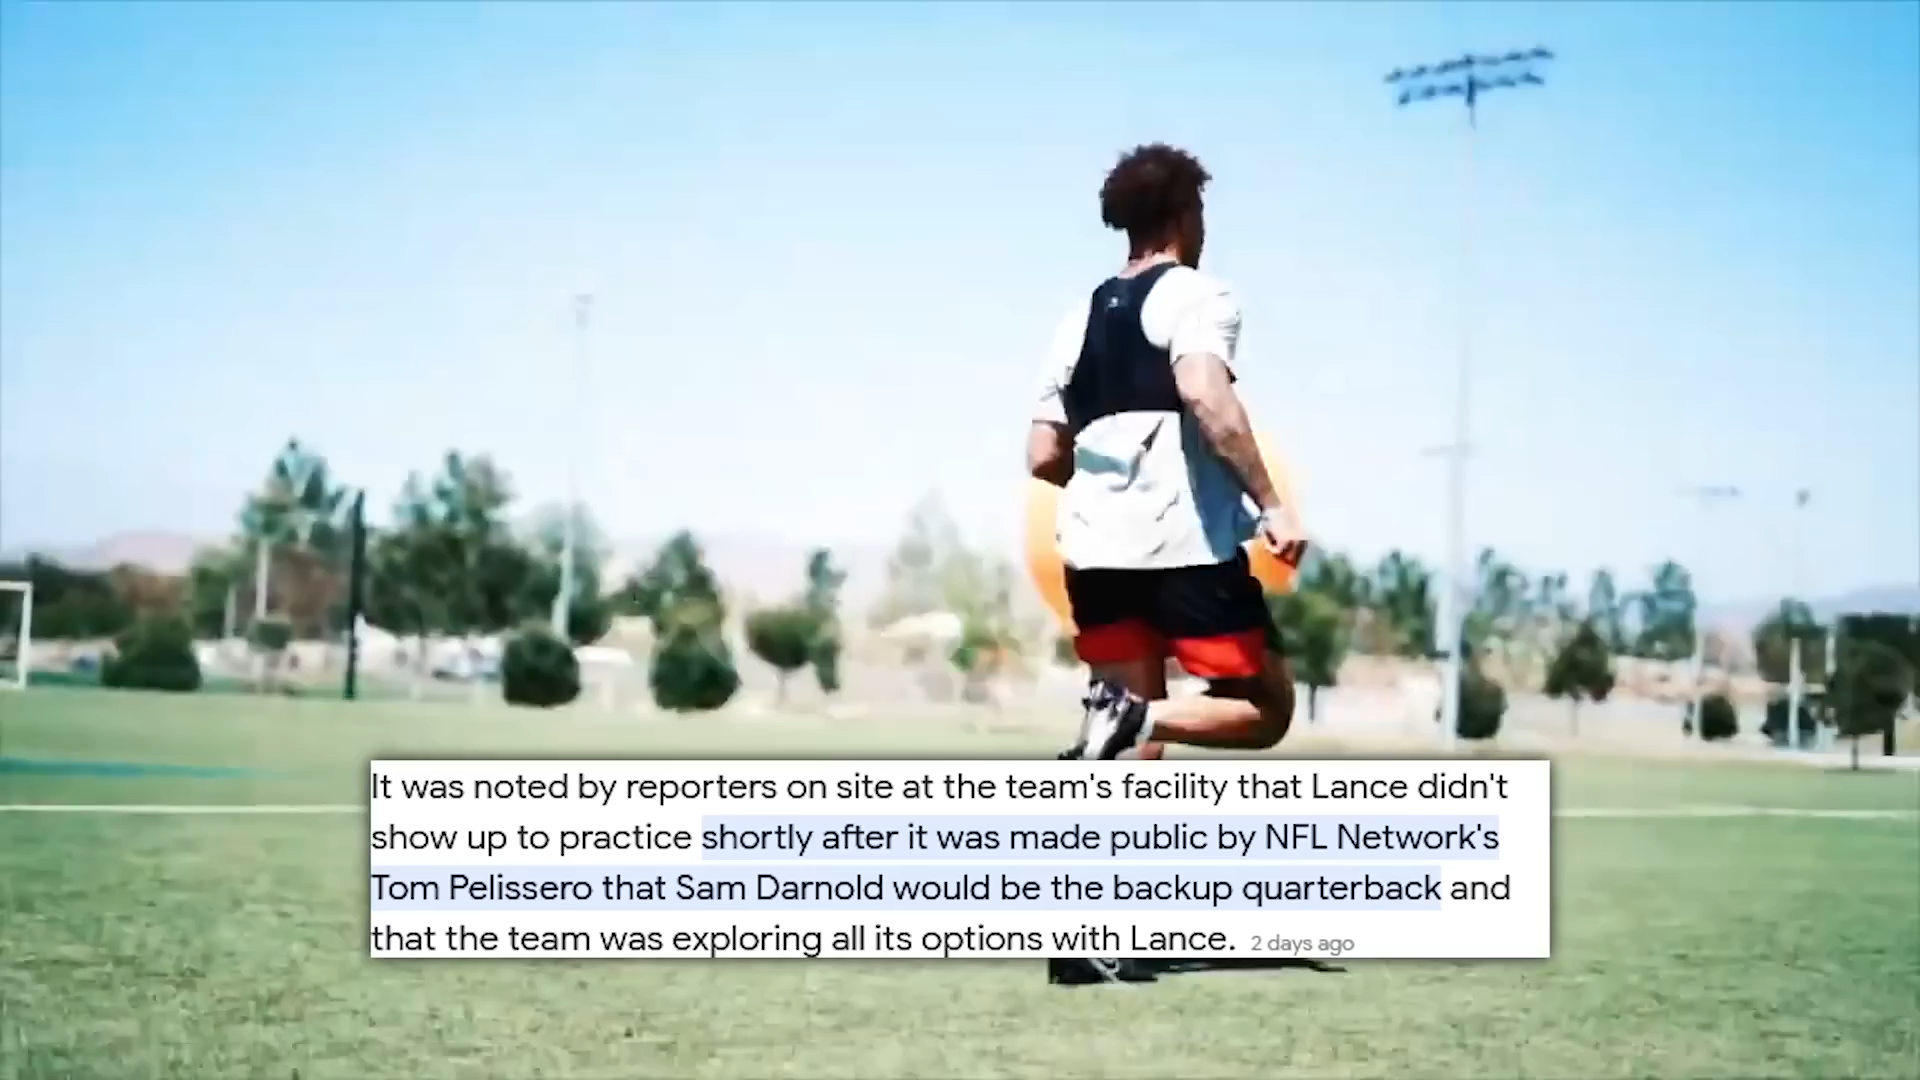 It was noted by reporters on site at the team's facility that Lance didn't
show up to practice shortly after it was made public by NFL Network's
Tom Pelissero that Sam Darnold would be the backup quarterback and
that the team was exploring all its options with Lance. 2 days ago